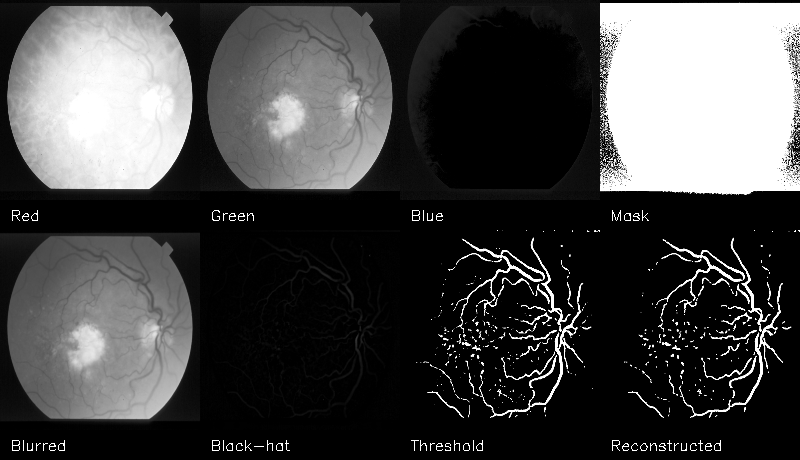 Red
Green
Blue
Mask
Blurred
Black-hat
Threshold
Reconstructed